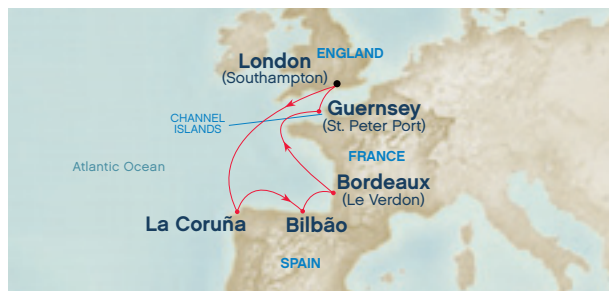 London
ENGLAND
(Southampton)
CHANNEL
ISLANDS
Guernsey
(St. Peter Port)
FRANCE
Atlantic Ocean
Bordeaux
(Le Verdon)
La Coruña
Bilbão
SPAIN